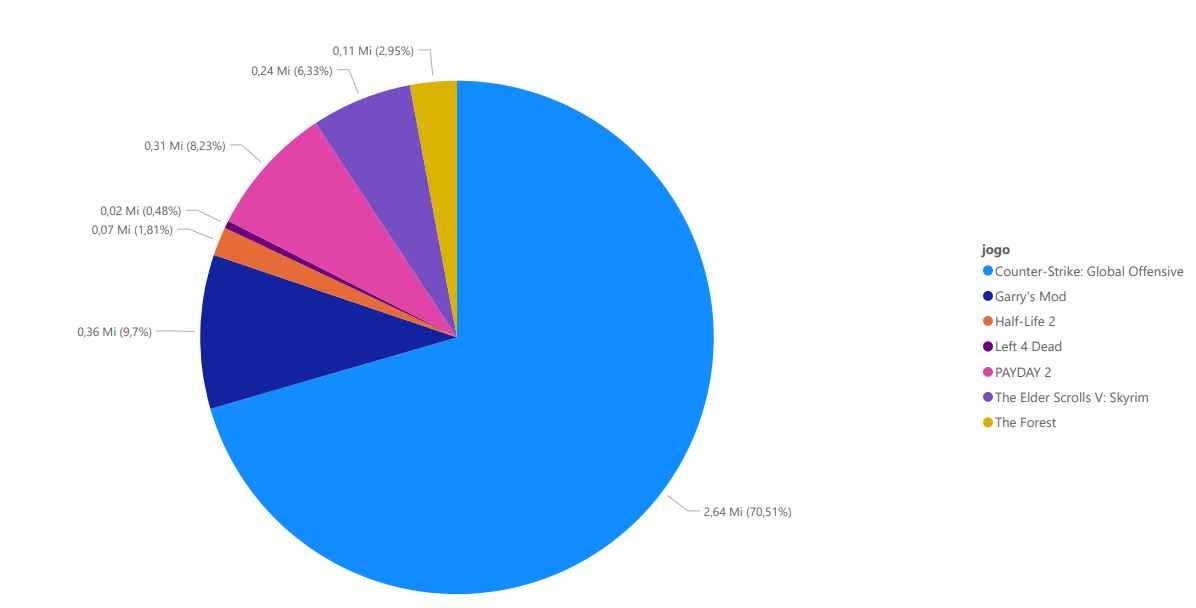 0,11 Mi (2,95%)
0,24 Mi (6,33%)
0,31 Mi (8,23%)
0,02 Mi (0,48%)
0,07 Mi (1,81%)
0,36 Mi (9,7%)
2,64 Mi (70,51%)
jogo
Counter-Strike: Global Offensive
Garry's Mod
Half-Life 2
Left 4 Dead
PAYDAY 2
The Elder Scrolls V: Skyrim
The Forest